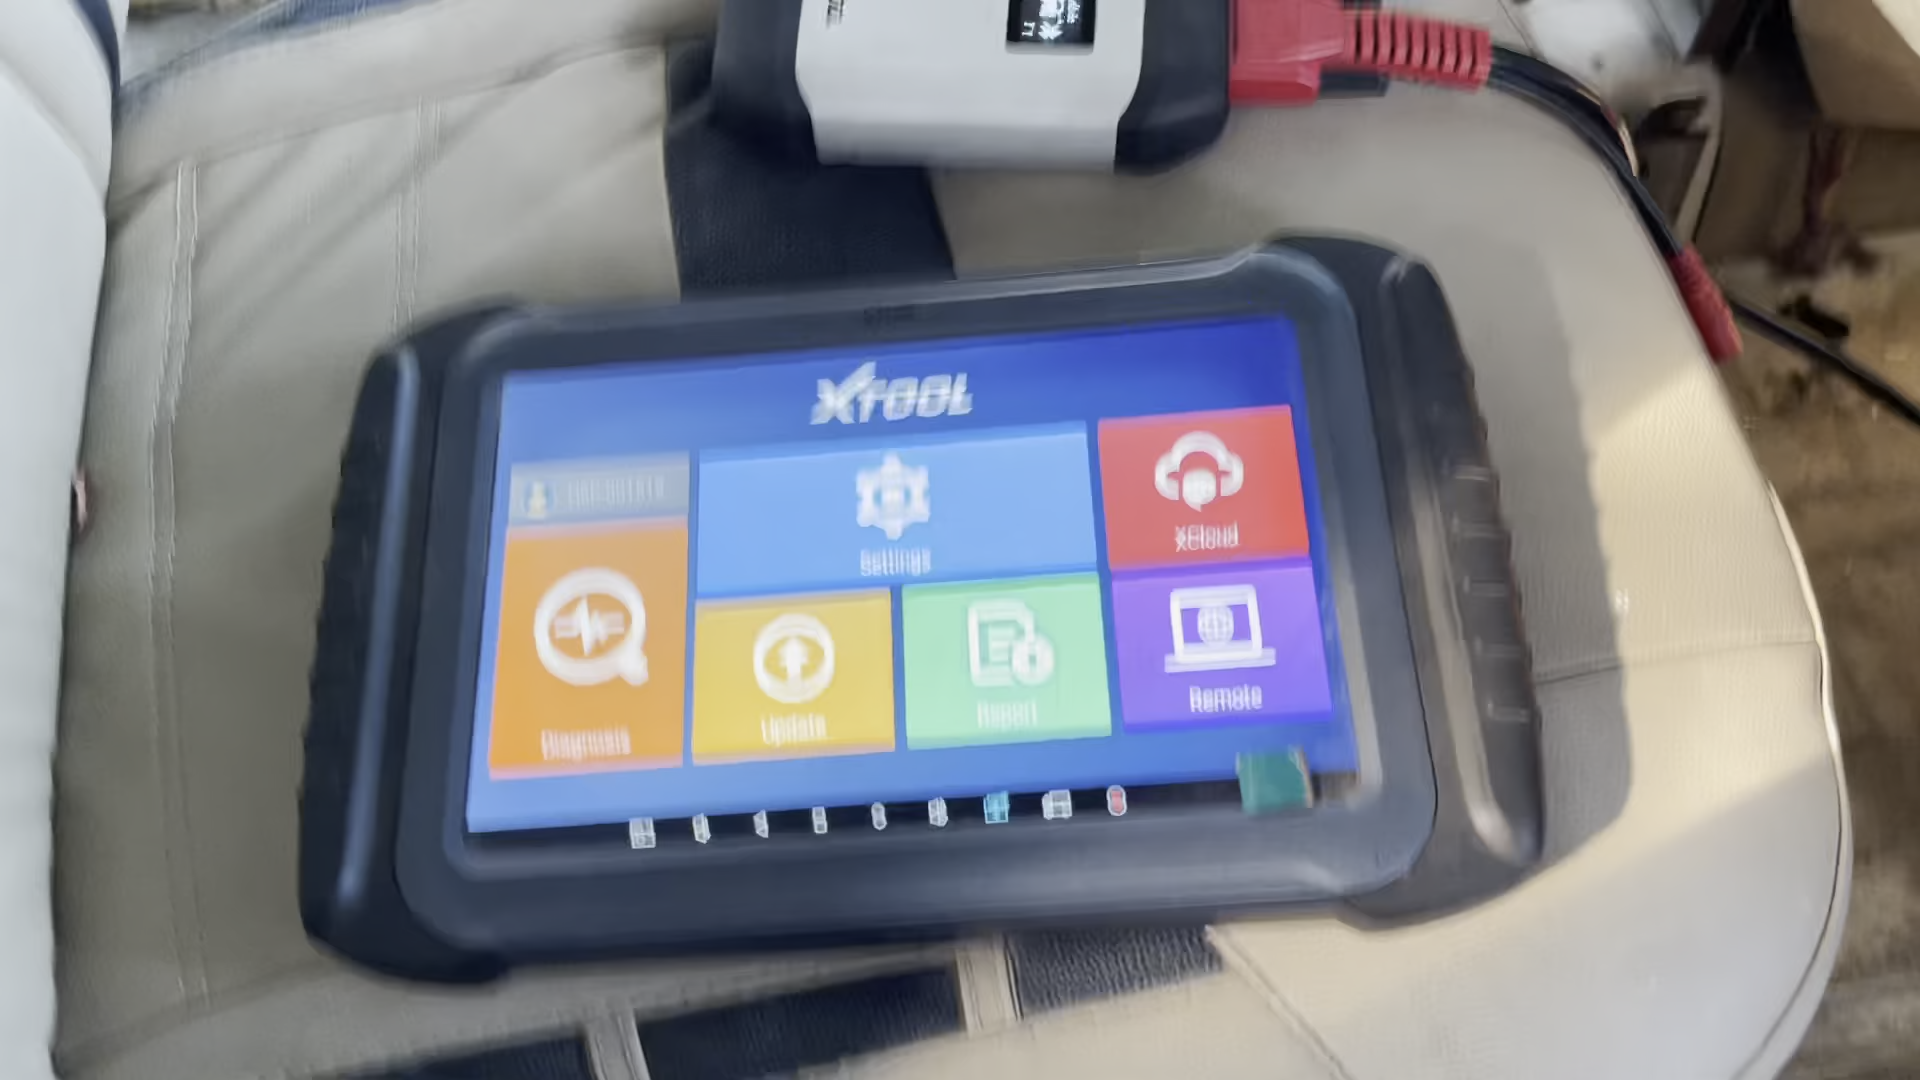 XTOOL
Settings
XCloud
Diagnosis
Update
Report
Remote